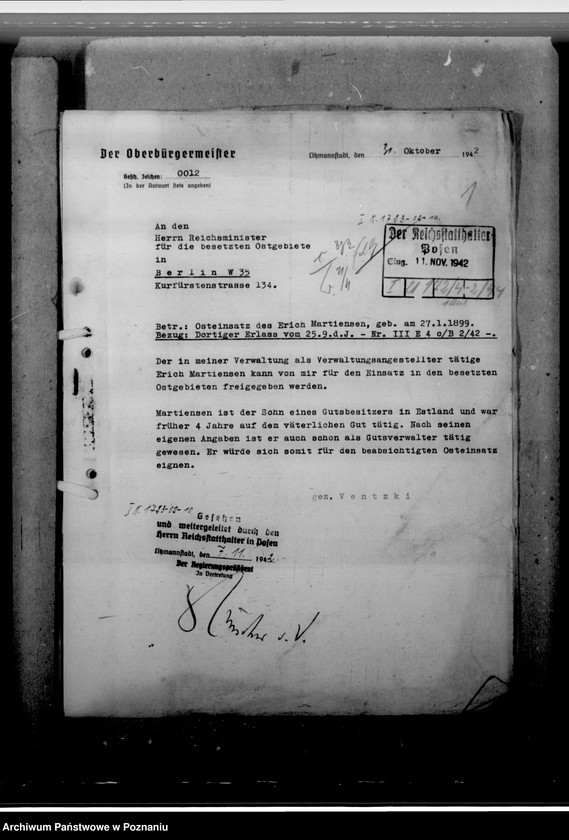 Der Oberbürgermeister
Litzmannstadt, den 31. Oktober 1942
Gesch. Zeichen: 0012
(In der Antwort stets angeben)
1
An den
Herrn Reichsminister
für die besetzten Ostgebiete
in
Berlin W 35
Kurfürstenstrasse 134.
Der Reichsstatthalter
Posen
Eing. 11. NOV. 1942
Betr.: Osteinsatz des Erich Martiensen, geb. am 27.1.1899.
Bezug: Dortiger Erlass vom 25.9.d.J. - Nr. III E 4 c/B 2/42 -.
Der in meiner Verwaltung als Verwaltungsangestellter tätige
Erich Martiensen kann von mir für den Einsatz in den besetzten
Ostgebieten freigegeben werden.
Martiensen ist der Sohn eines Gutsbesitzers in Estland und war
früher 4 Jahre auf dem väterlichen Gut tätig. Nach seinen
eigenen Angaben ist er auch schon als Gutsverwalter tätig
gewesen. Er würde sich somit für den beabsichtigten Osteinsatz
eignen.
gez. Ventzki
Gesehen
und weitergeleitet durch den
Herrn Reichsstatthalter in Posen
Litzmannstadt, den 7. 11. 1942
Der Regierungspräsident
In Vertretung
Archiwum Państwowe w Poznaniu